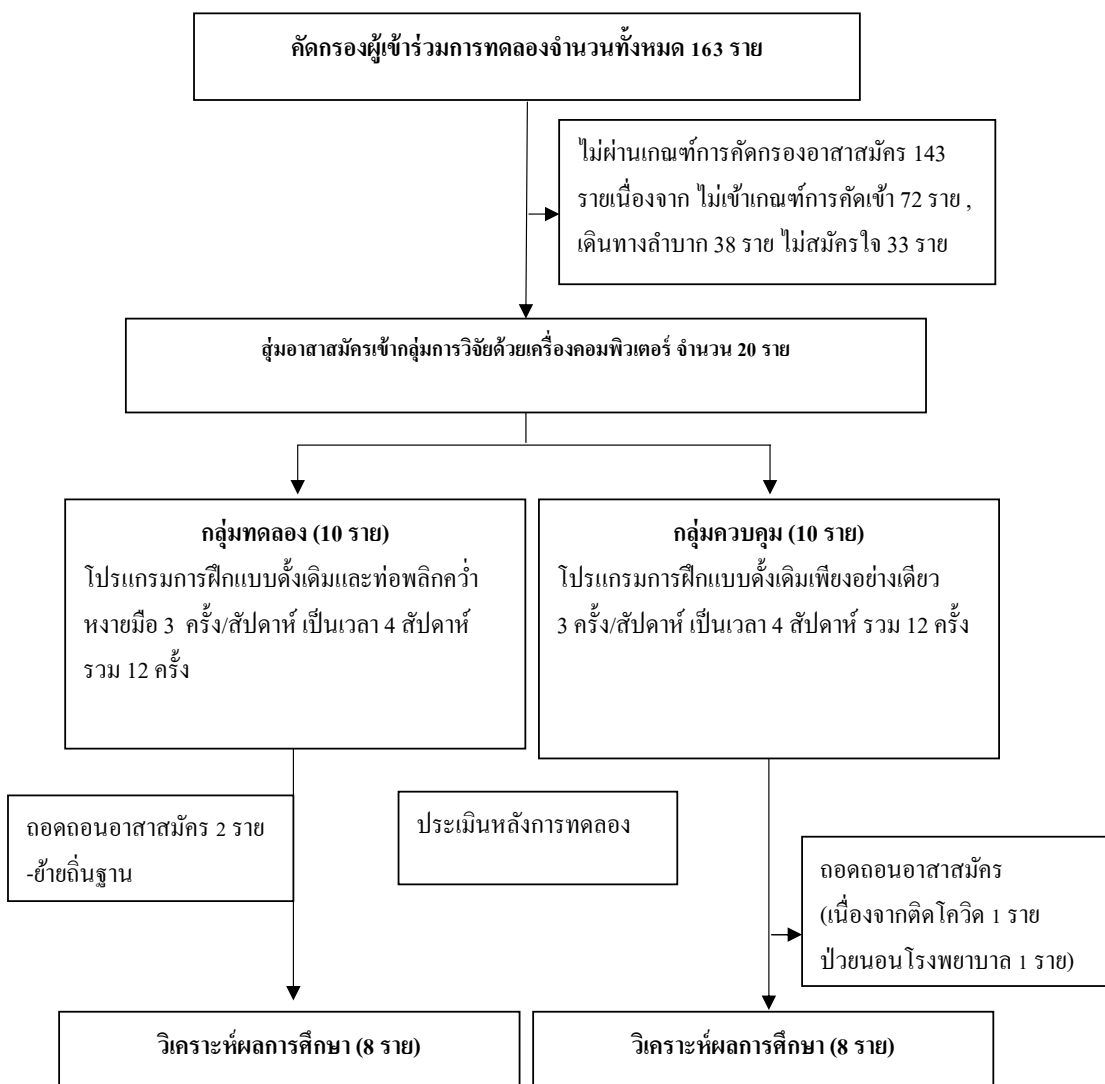 คัดกรองผู้เข้าร่วมการทดลองจำนวนทั้งหมด 163 ราย
ไม่ผ่านเกณฑ์การคัดกรองอาสาสมัคร 143
รายเนื่องจาก ไม่เข้าเกณฑ์การคัดเข้า 72 ราย ,
เดินทางลำบาก 38 ราย ไม่สมัครใจ 33 ราย
สุ่มอาสาสมัครเข้ากลุ่มการวิจัยด้วยเครื่องคอมพิวเตอร์ จำนวน 20 ราย
กลุ่มทดลอง (10 ราย)
โปรแกรมการฝึกแบบดั้งเดิมและท่อพลิกคว่ำ
หงายมือ 3 ครั้ง/สัปดาห์ เป็นเวลา 4 สัปดาห์
รวม 12 ครั้ง
กลุ่มควบคุม (10 ราย)
โปรแกรมการฝึกแบบดั้งเดิมเพียงอย่างเดียว
3 ครั้ง/สัปดาห์ เป็นเวลา 4 สัปดาห์ รวม 12 ครั้ง
ถอดถอนอาสาสมัคร 2 ราย
-ย้ายถิ่นฐาน
ประเมินหลังการทดลอง
ถอดถอนอาสาสมัคร
(เนื่องจากติดโควิด 1 ราย
ป่วยนอนโรงพยาบาล 1 ราย)
วิเคราะห์ผลการศึกษา (8 ราย)
วิเคราะห์ผลการศึกษา (8 ราย)